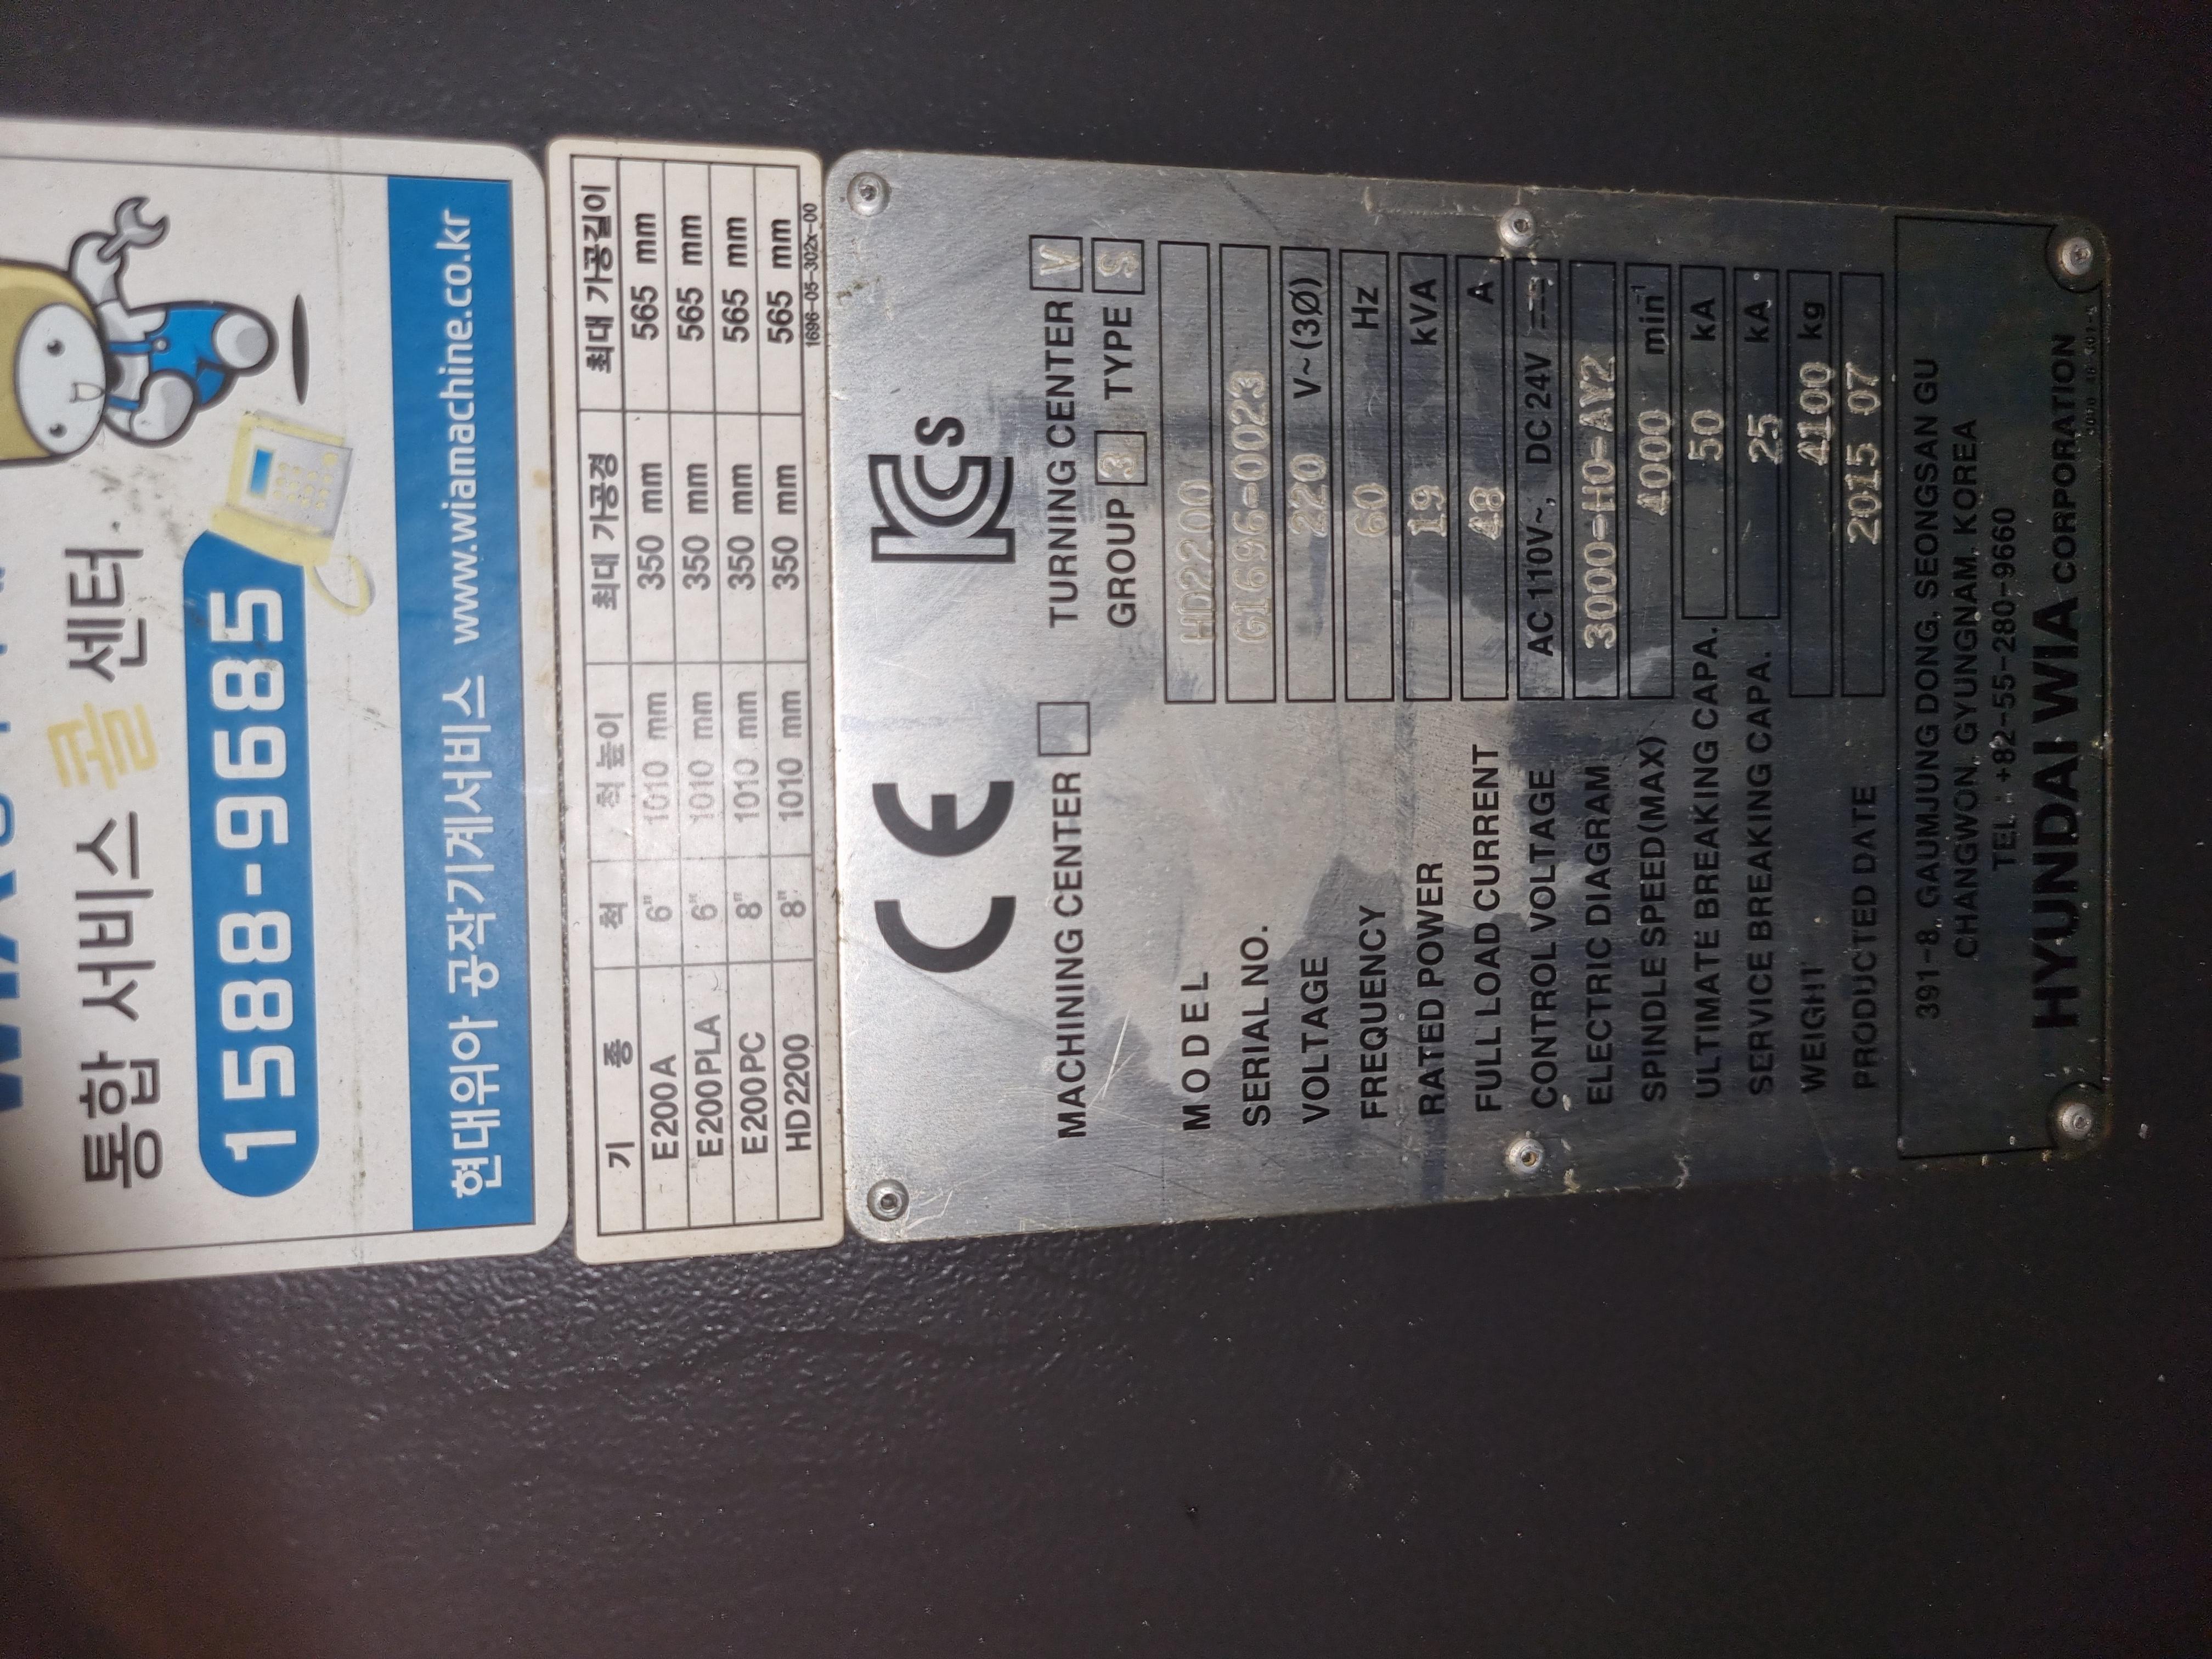 통합 서비스 콜 센터
1588-9685
현대위아 공작기계서비스 www.wiamachine.co.kr
기 종 척 척 높이 최대 가공경 최대 가공길이
E200A 6" 1010 mm 350 mm 565 mm
E200PLA 6" 1010 mm 350 mm 565 mm
E200PC 8" 1010 mm 350 mm 565 mm
HD2200 8" 1010 mm 350 mm 565 mm
1696-05-302x-00
CE KCs
MACHINING CENTER TURNING CENTER V
GROUP 3 TYPE S
MODEL HD2200
SERIAL NO. G1696-0023
VOLTAGE 220 V~(3Ø)
FREQUENCY 60 Hz
RATED POWER 19 kVA
FULL LOAD CURRENT 48 A
CONTROL VOLTAGE AC 110V~, DC 24V ⎓
ELECTRIC DIAGRAM 3000-H0-AY2
SPINDLE SPEED(MAX) 4000 min⁻¹
ULTIMATE BREAKING CAPA. 50 kA
SERVICE BREAKING CAPA. 25 kA
WEIGHT 4100 kg
PRODUCTED DATE 2015 07
391-8, GAUMJUNG DONG, SEONGSAN GU
CHANGWON, GYUNGNAM, KOREA
TEL : +82-55-280-9660
HYUNDAI WIA CORPORATION